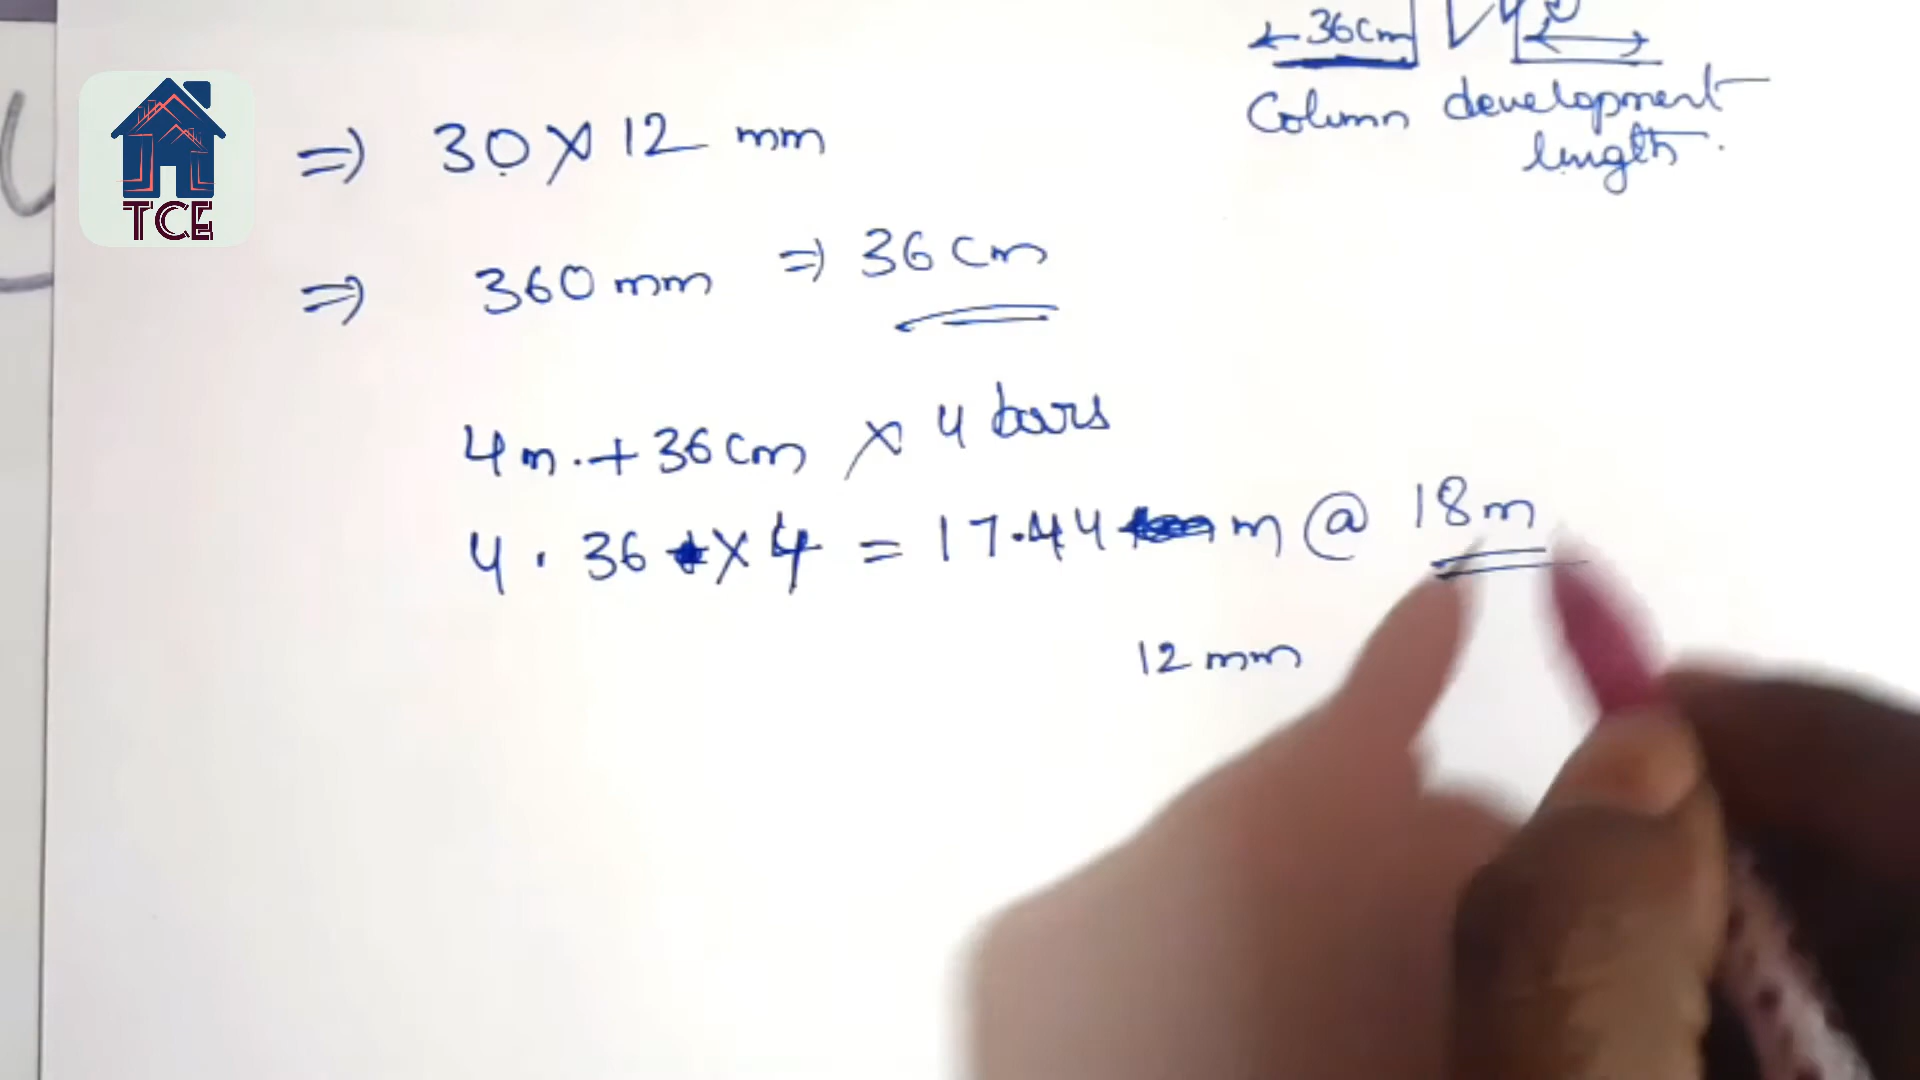 ← 36cm
Column development
length.
TCE
⇒ 30 X 12 mm
⇒ 360 mm ⇒ 36 cm
4m. + 36 cm X 4 bars
4.36 X 4 = 17.44 m @ 18m
12 mm